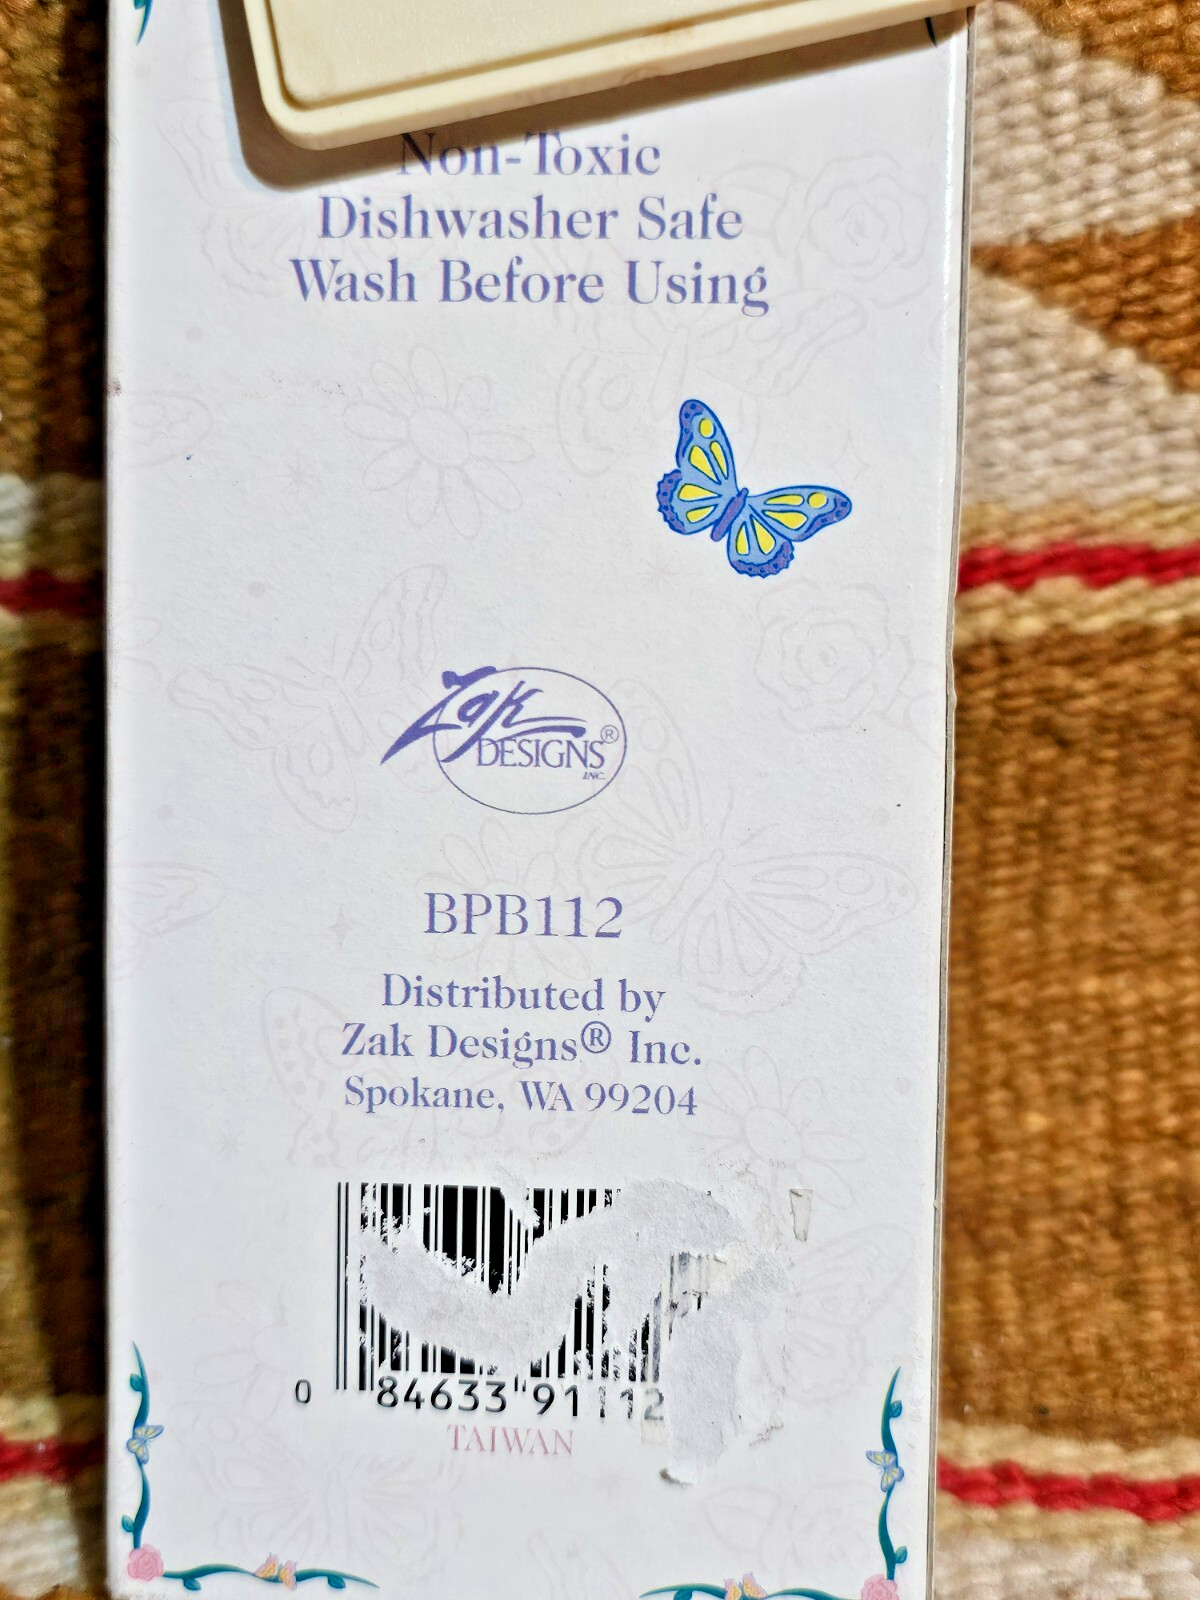 Non-Toxic
Dishwasher Safe
Wash Before Using
Zak
DESIGNS®
INC.
BPB112
Distributed by
Zak Designs® Inc.
Spokane, WA 99204
0 84633 91112
TAIWAN